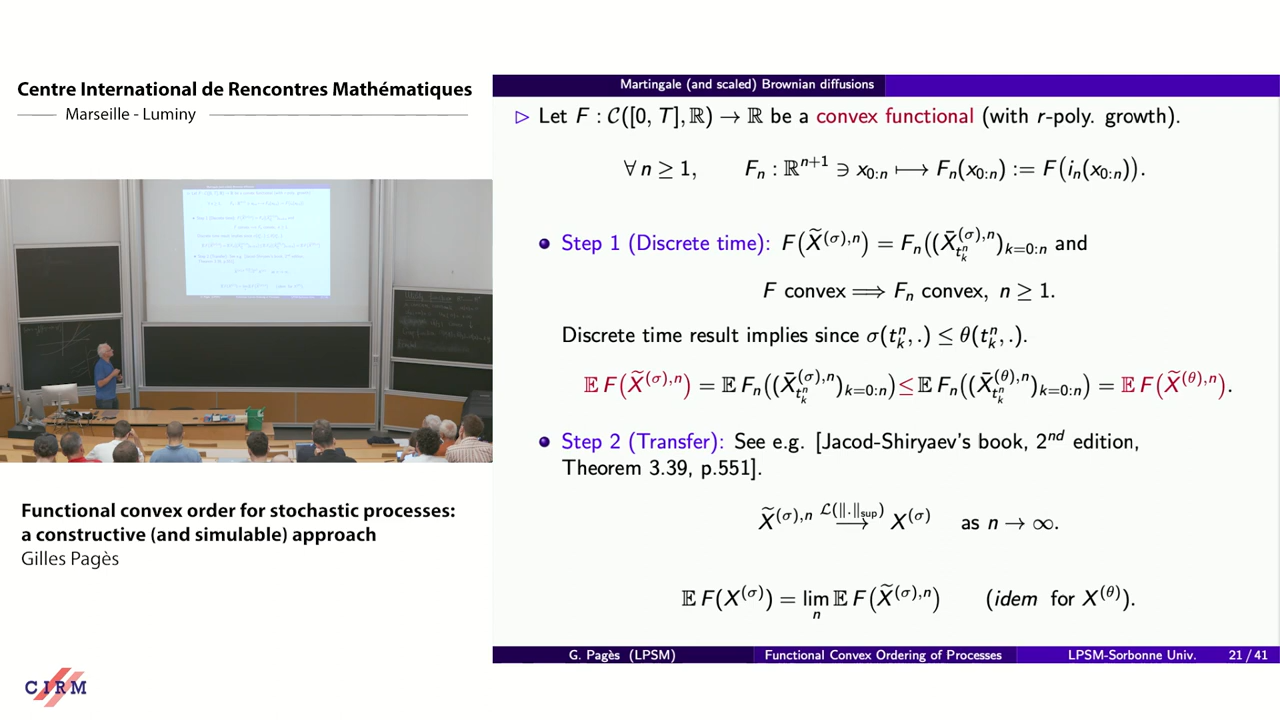 Centre International de Rencontres Mathématiques
Marseille - Luminy
Functional convex order for stochastic processes:
a constructive (and simulable) approach
Gilles Pagès
CIRM
Martingale (and scaled) Brownian diffusions
▷ Let F : 𝒞([0, T], ℝ) → ℝ be a convex functional (with r-poly. growth).
∀ n ≥ 1, F_n : ℝ^{n+1} ∋ x_{0:n} ⟼ F_n(x_{0:n}) := F(i_n(x_{0:n})).
• Step 1 (Discrete time): F(X̃^{(σ),n}) = F_n((X̄^{(σ),n}_{t^n_k})_{k=0:n}) and
F convex ⟹ F_n convex, n ≥ 1.
Discrete time result implies since σ(t^n_k, .) ≤ θ(t^n_k, .).
𝔼 F(X̃^{(σ),n}) = 𝔼 F_n((X̄^{(σ),n}_{t^n_k})_{k=0:n}) ≤ 𝔼 F_n((X̄^{(θ),n}_{t^n_k})_{k=0:n}) = 𝔼 F(X̃^{(θ),n}).
• Step 2 (Transfer): See e.g. [Jacod-Shiryaev's book, 2^{nd} edition,
Theorem 3.39, p.551].
X̃^{(σ),n} \xrightarrow{ℒ(‖.‖_{sup})} X^{(σ)} as n → ∞.
𝔼 F(X^{(σ)}) = lim_n 𝔼 F(X̃^{(σ),n}) (idem for X^{(θ)}).
G. Pagès (LPSM) Functional Convex Ordering of Processes LPSM-Sorbonne Univ. 21 / 41